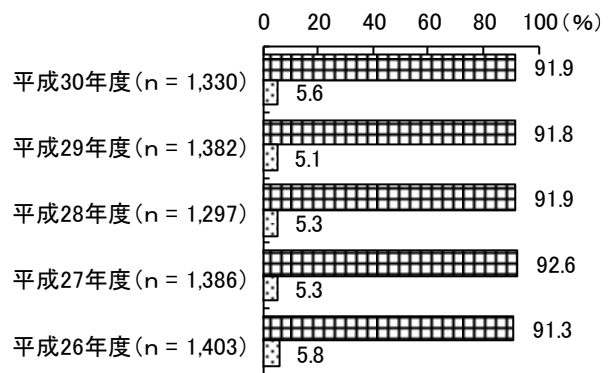 0 20 40 60 80 100(%)
平成30年度(n = 1,330)
91.9
5.6
平成29年度(n = 1,382)
91.8
5.1
平成28年度(n = 1,297)
91.9
5.3
平成27年度(n = 1,386)
92.6
5.3
平成26年度(n = 1,403)
91.3
5.8